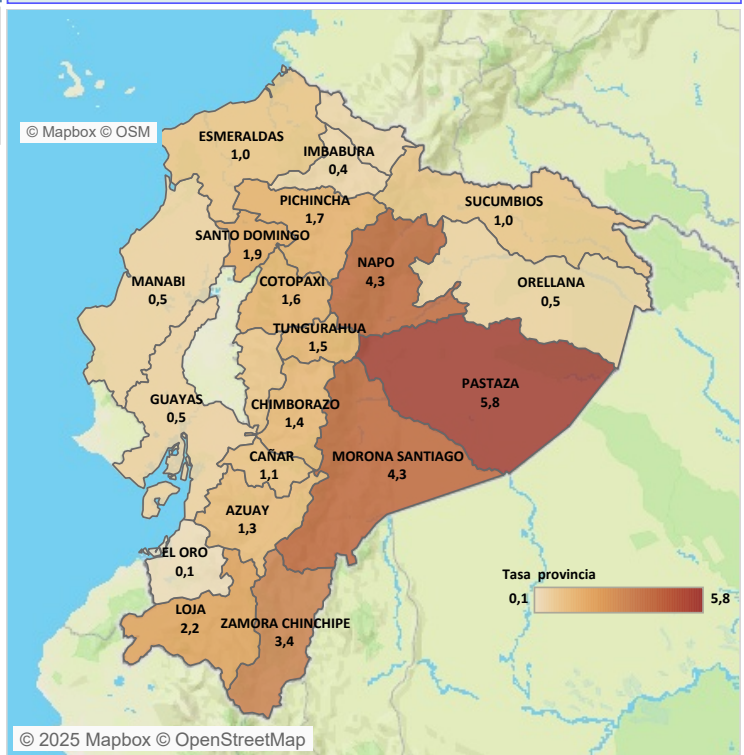 © Mapbox © OSM
ESMERALDAS
1,0
IMBABURA
0,4
PICHINCHA
1,7
SUCUMBIOS
1,0
SANTO DOMINGO
1,9
NAPO
4,3
MANABI
0,5
COTOPAXI
1,6
ORELLANA
0,5
TUNGURAHUA
1,5
PASTAZA
5,8
GUAYAS
0,5
CHIMBORAZO
1,4
CAÑAR
1,1
MORONA SANTIAGO
4,3
AZUAY
1,3
EL ORO
0,1
Tasa provincia
0,1 5,8
LOJA
2,2
ZAMORA CHINCHIPE
3,4
© 2025 Mapbox © OpenStreetMap